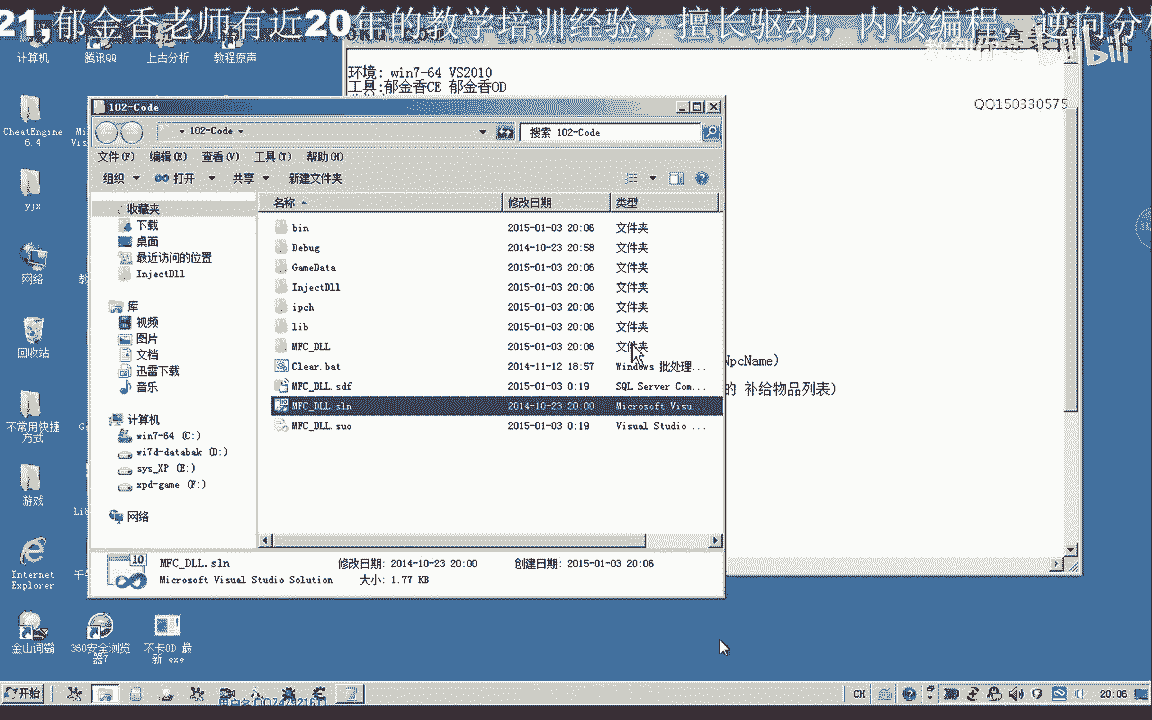 21,郁金香老师有近20年的教学培训经验，擅长驱动，内核编程，逆向分析
计算机
腾讯QQ
上古分析
教程原声
环境: win7-64 VS2010
工具:郁金香CE 郁金香OD
QQ150330575
102-Code
102-Code
搜索 102-Code
文件(F) 编辑(E) 查看(V) 工具(T) 帮助(H)
组织 打开 共享 新建文件夹
名称 修改日期 类型
收藏夹
下载
桌面
最近访问的位置
InjectDll
库
视频
图片
文档
迅雷下载
音乐
计算机
win7-64 (C:)
wi7d-databak (D:)
sys_XP (E:)
xpd-game (F:)
网络
bin 2015-01-03 20:06 文件夹
Debug 2014-10-23 20:58 文件夹
GameData 2015-01-03 20:06 文件夹
InjectDll 2015-01-03 20:06 文件夹
ipch 2015-01-03 20:06 文件夹
lib 2015-01-03 20:06 文件夹
MFC_DLL 2015-01-03 20:06 文件夹
Clear.bat 2014-11-12 18:57 Windows 批处理...
MFC_DLL.sdf 2015-01-03 0:19 SQL Server Com...
MFC_DLL.sln 2014-10-23 20:00 Microsoft Visu...
MFC_DLL.suo 2015-01-03 0:19 Visual Studio ...
NpcName)
的 补给物品列表)
MFC_DLL.sln 修改日期: 2014-10-23 20:00 创建日期: 2015-01-03 20:06
Microsoft Visual Studio Solution 大小: 1.77 KB
CheatEngine
6.4
yjx
网络
回收站
不常用快捷
方式
游戏
Internet
Explorer
金山词霸
360安全浏览
器7
不卡OD 最
新 .exe
开始
CH
20:06